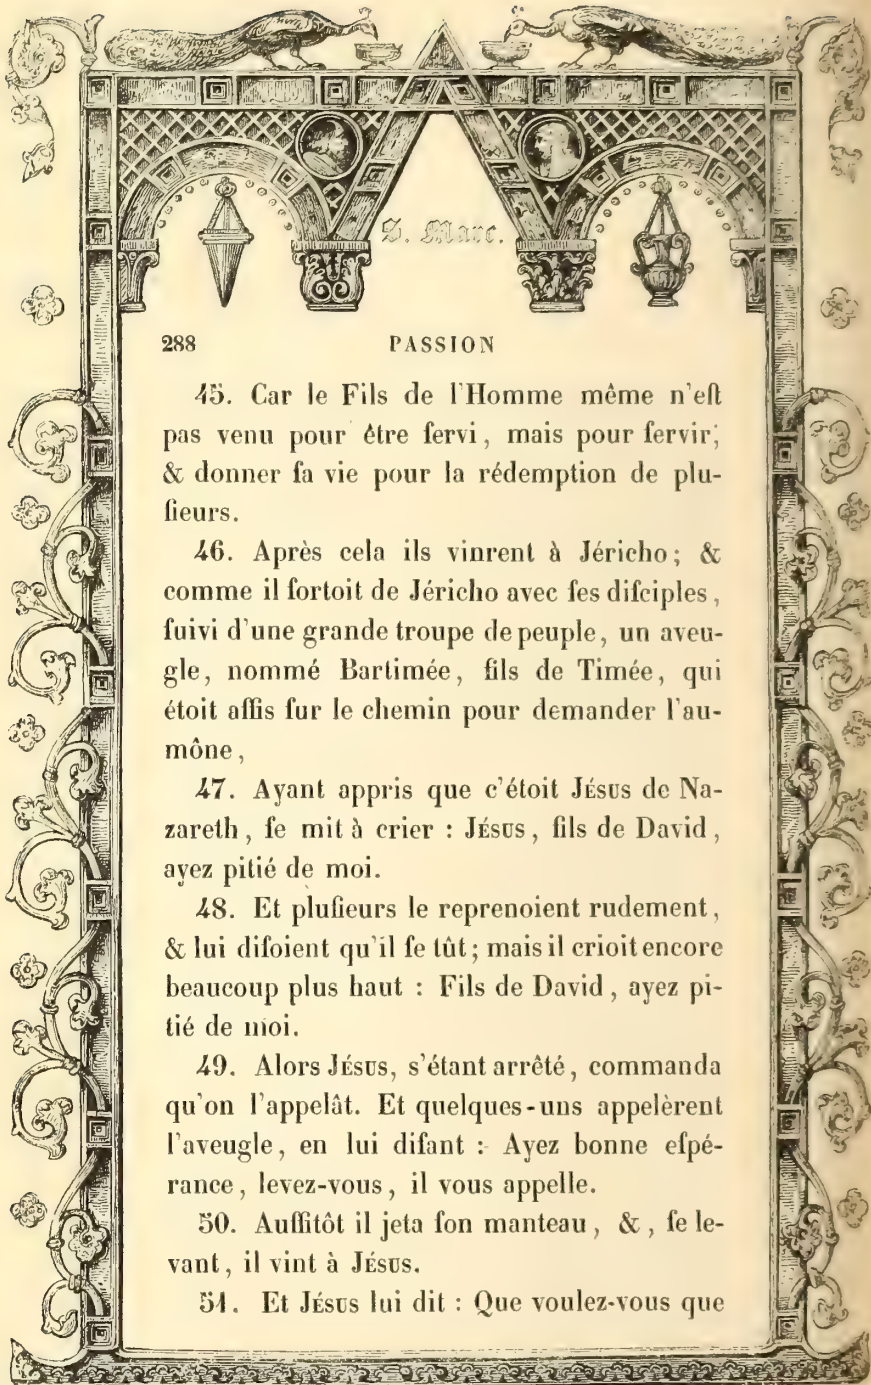 S. Marc.
288 PASSION
45. Car le Fils de l'Homme même n'eſt
pas venu pour être ſervi, mais pour ſervir,
& donner ſa vie pour la rédemption de plu-
ſieurs.
46. Après cela ils vinrent à Jéricho; &
comme il ſortoit de Jéricho avec ſes diſciples,
ſuivi d'une grande troupe de peuple, un aveu-
gle, nommé Bartimée, fils de Timée, qui
étoit aſſis ſur le chemin pour demander l'au-
mône,
47. Ayant appris que c'étoit Jésus de Na-
zareth, ſe mit à crier : Jésus, fils de David,
ayez pitié de moi.
48. Et pluſieurs le reprenoient rudement,
& lui diſoient qu'il ſe tût; mais il crioit encore
beaucoup plus haut : Fils de David, ayez pi-
tié de moi.
49. Alors Jésus, s'étant arrêté, commanda
qu'on l'appelât. Et quelques-uns appelèrent
l'aveugle, en lui diſant : Ayez bonne eſpé-
rance, levez-vous, il vous appelle.
50. Auſſitôt il jeta ſon manteau, &, ſe le-
vant, il vint à Jésus.
51. Et Jésus lui dit : Que voulez-vous que